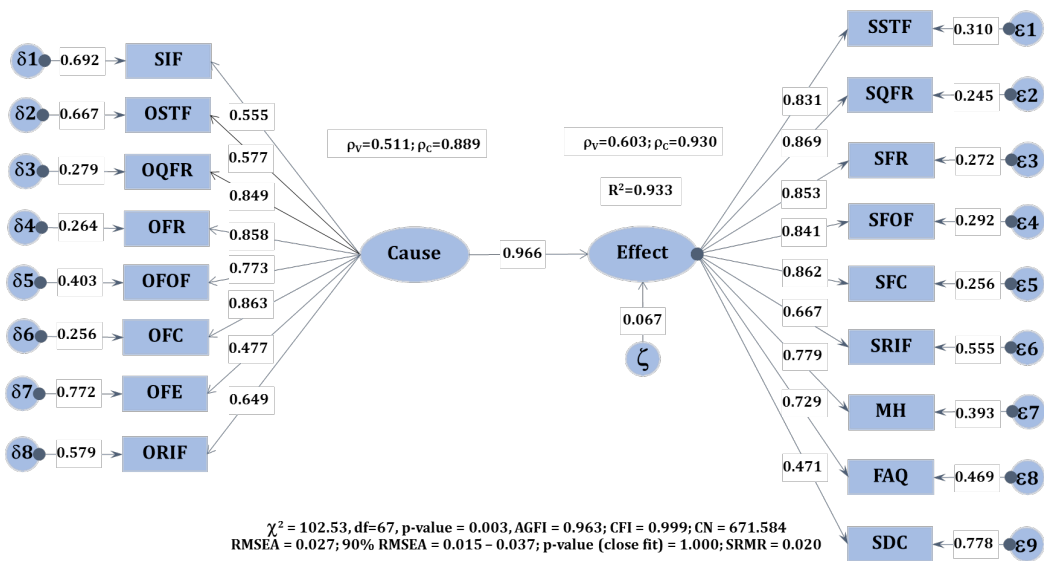 δ1 0.692 SIF
δ2 0.667 OSTF
δ3 0.279 OQFR
δ4 0.264 OFR
δ5 0.403 OFOF
δ6 0.256 OFC
δ7 0.772 OFE
δ8 0.579 ORIF
0.555
0.577
0.849
0.858
0.773
0.863
0.477
0.649
ρV=0.511; ρC=0.889
Cause
0.966
ρV=0.603; ρC=0.930
R²=0.933
Effect
0.067
ζ
0.831
0.869
0.853
0.841
0.862
0.667
0.779
0.729
0.471
SSTF 0.310 ε1
SQFR 0.245 ε2
SFR 0.272 ε3
SFOF 0.292 ε4
SFC 0.256 ε5
SRIF 0.555 ε6
MH 0.393 ε7
FAQ 0.469 ε8
SDC 0.778 ε9
χ² = 102.53, df=67, p-value = 0.003, AGFI = 0.963; CFI = 0.999; CN = 671.584
RMSEA = 0.027; 90% RMSEA = 0.015 – 0.037; p-value (close fit) = 1.000; SRMR = 0.020